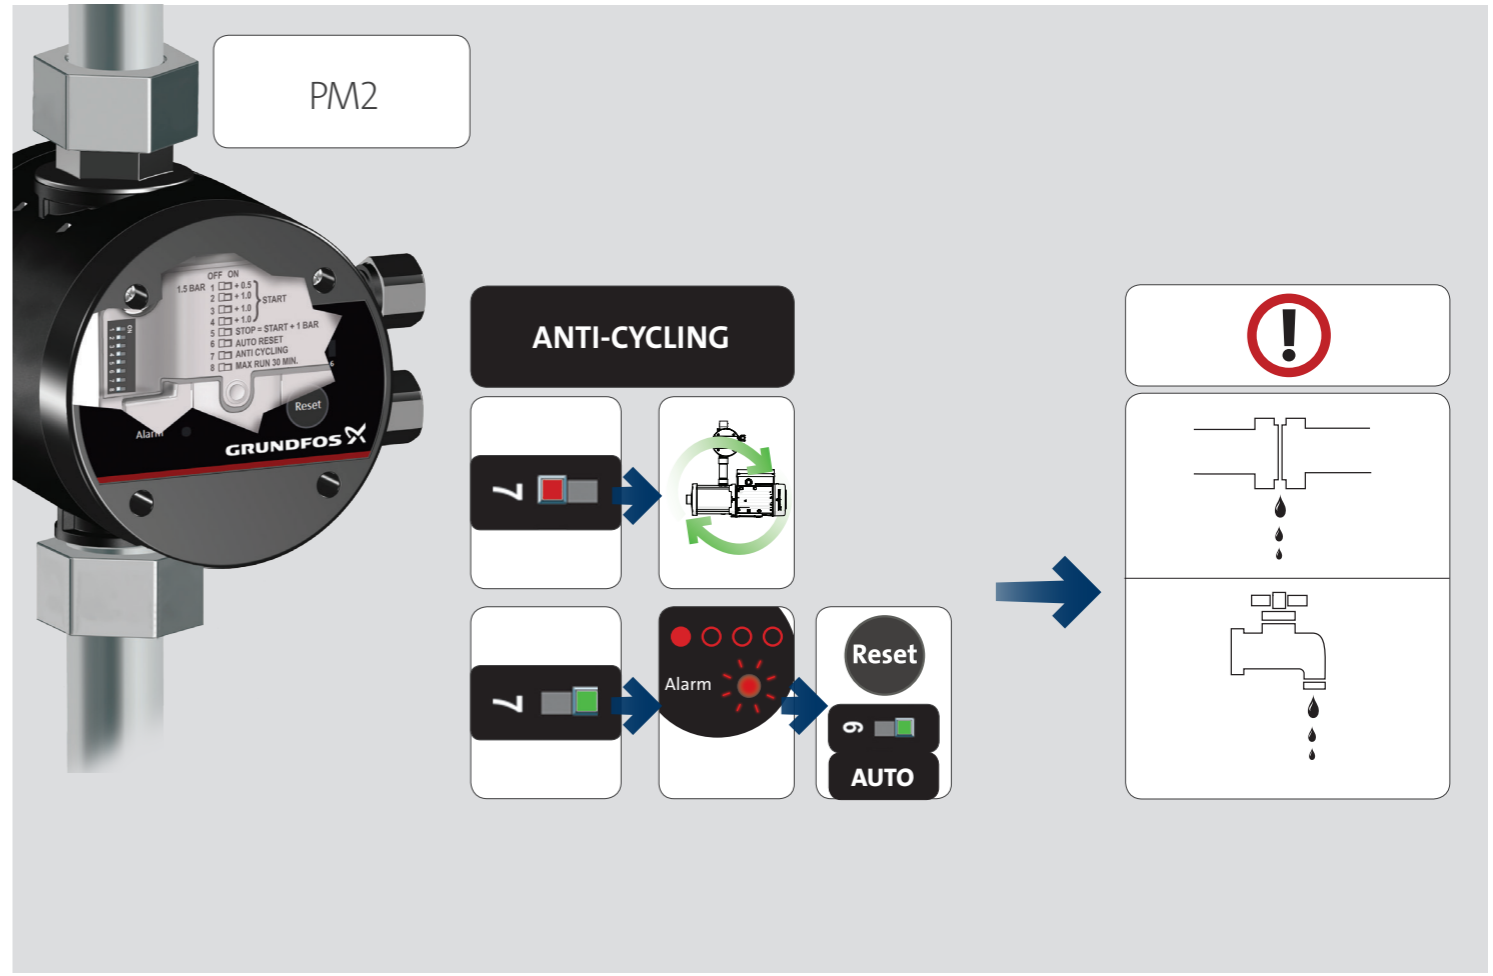 PM2
OFF ON
1.5 BAR 1 + 0.5
2 + 1.0
3 + 1.0
4 + 1.0
START
5 STOP = START + 1 BAR
6 AUTO RESET
7 ANTI CYCLING
8 MAX RUN 30 MIN.
ON
6
Reset
Alarm
GRUNDFOS
ANTI-CYCLING
7
7
Alarm
Reset
6
AUTO